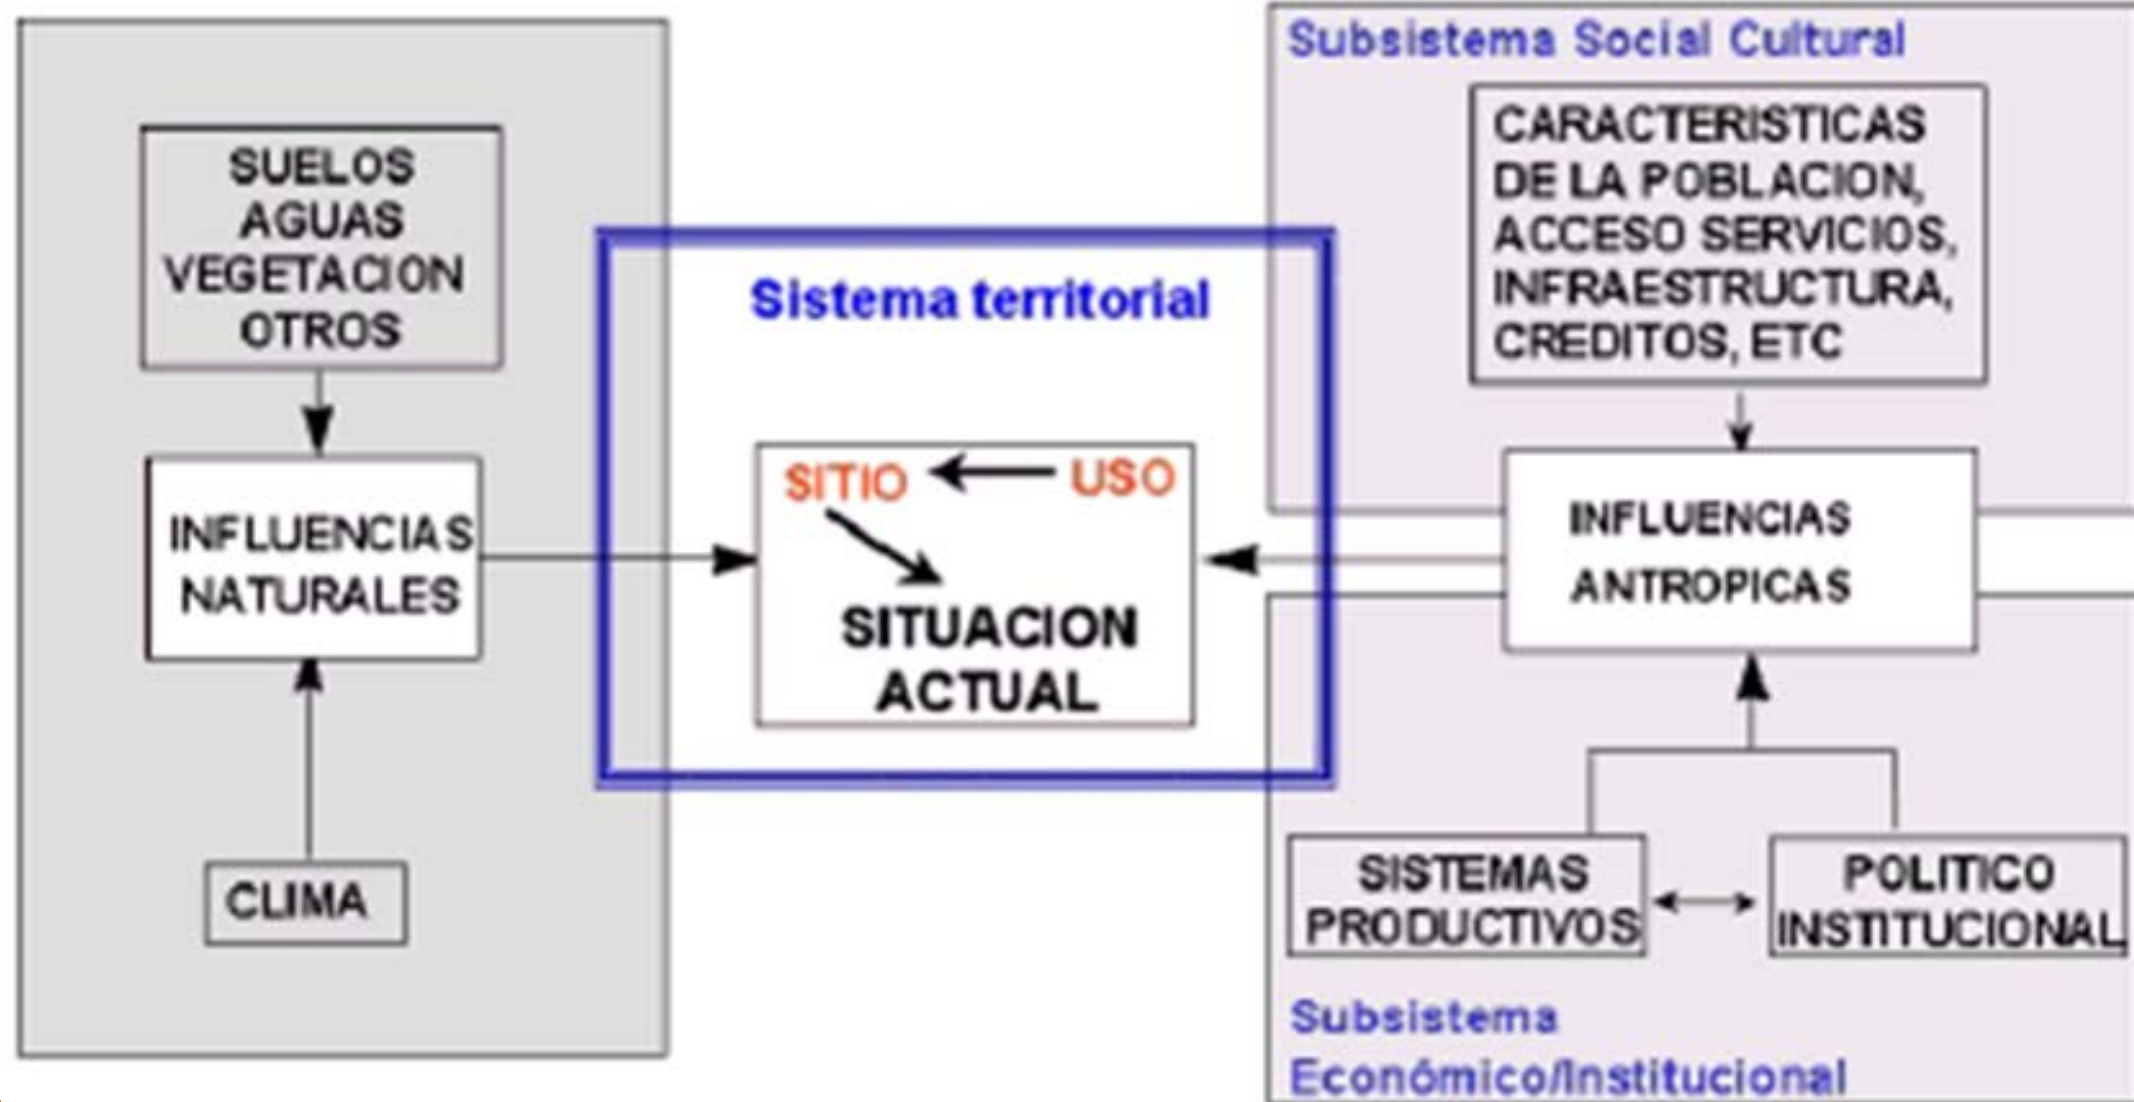 SUELOS
AGUAS
VEGETACION
OTROS
INFLUENCIAS
NATURALES
CLIMA
Sistema territorial
SITIO USO
SITUACION
ACTUAL
Subsistema Social Cultural
CARACTERISTICAS
DE LA POBLACION,
ACCESO SERVICIOS,
INFRAESTRUCTURA,
CREDITOS, ETC
INFLUENCIAS
ANTROPICAS
SISTEMAS
PRODUCTIVOS
POLITICO
INSTITUCIONAL
Subsistema
Económico/Institucional